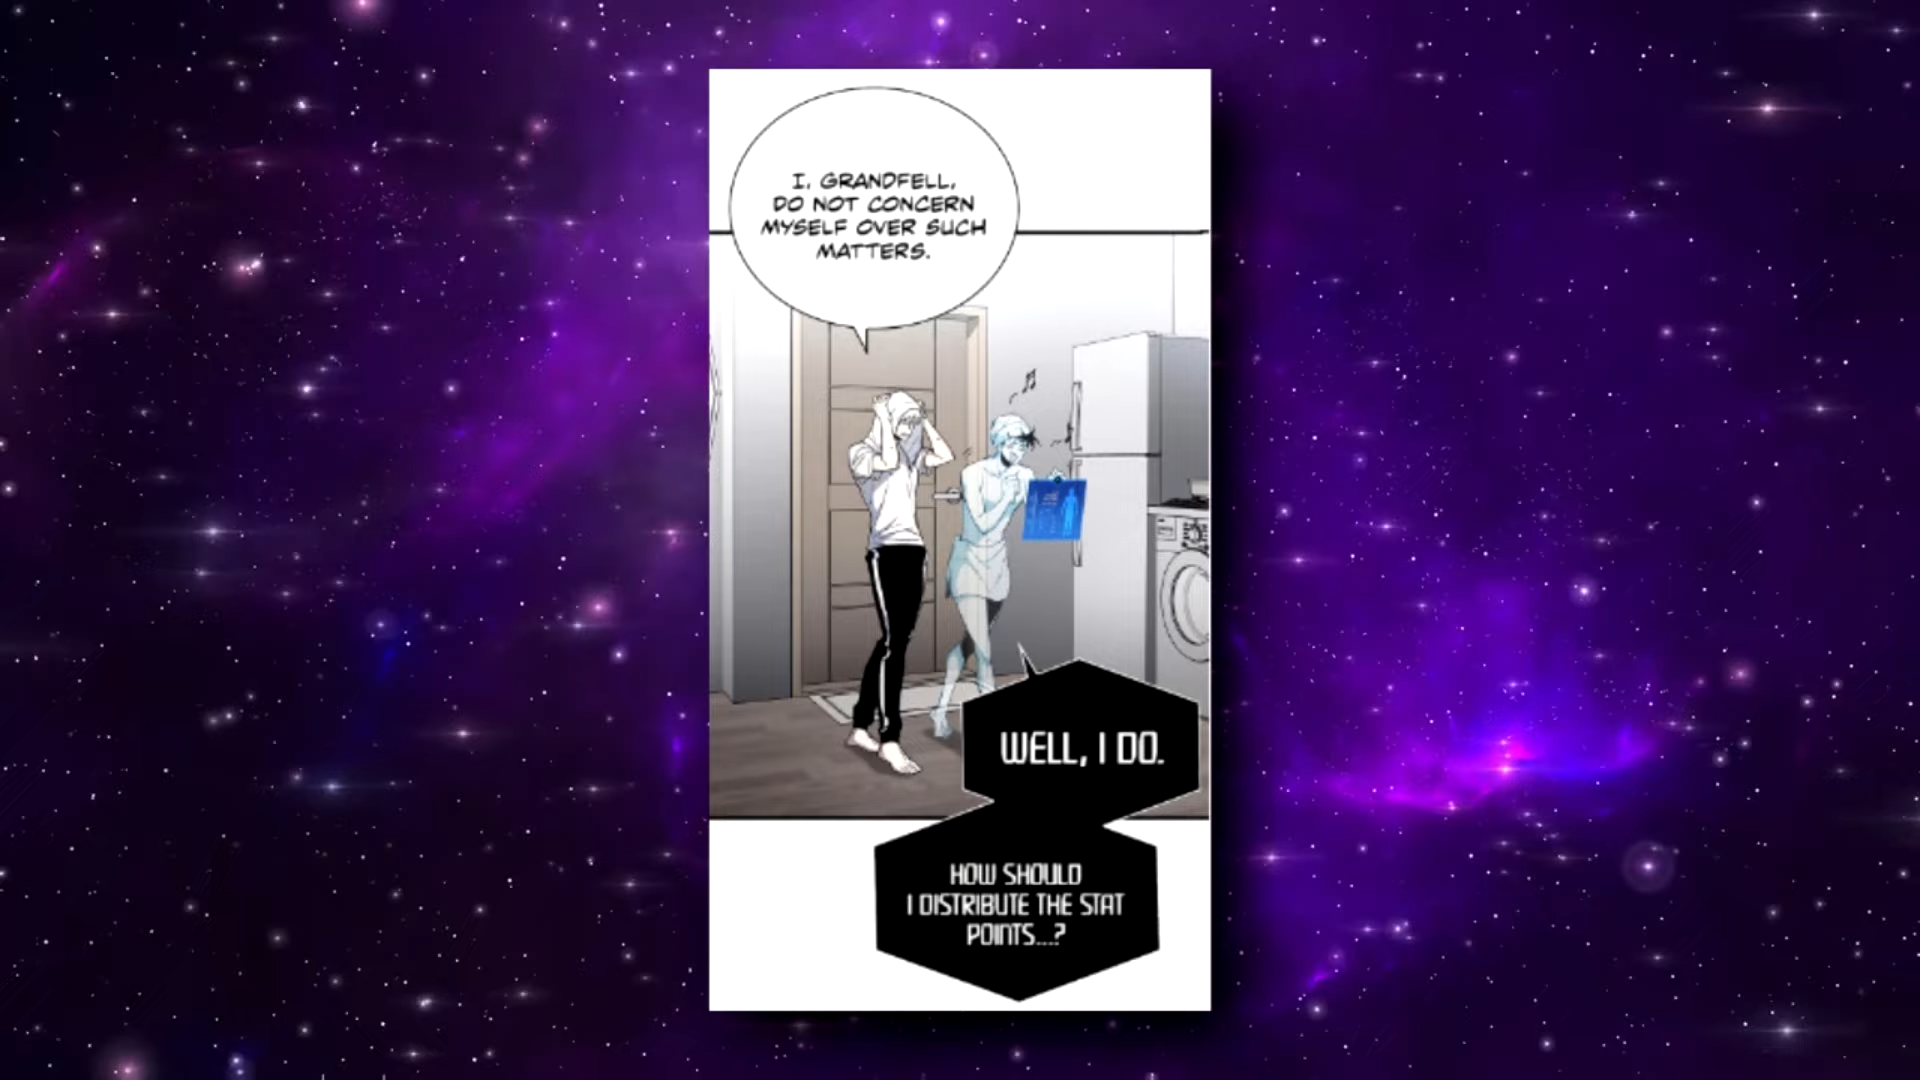 I, GRANDFELL,
DO NOT CONCERN
MYSELF OVER SUCH
MATTERS.
WELL, I DO.
HOW SHOULD
I DISTRIBUTE THE STAT
POINTS...?